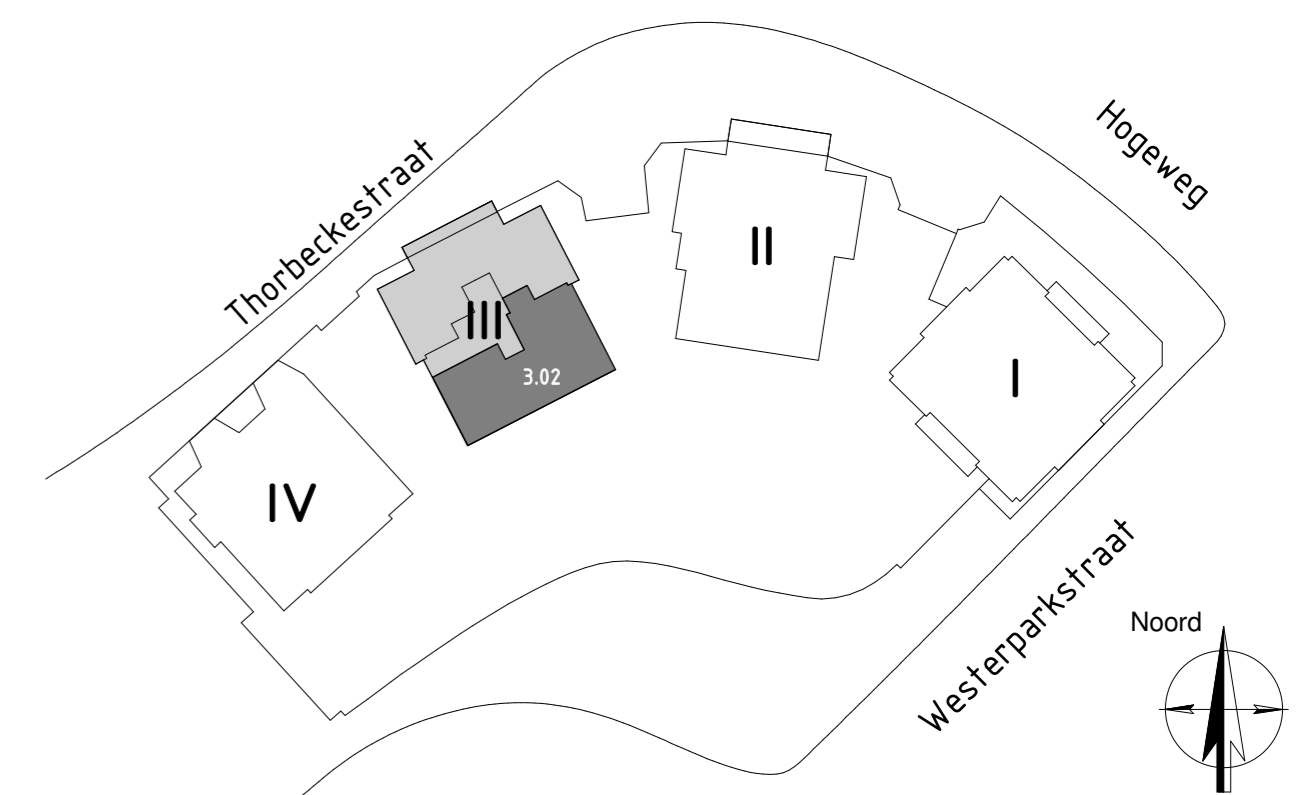 Hogeweg
Thorbeckestraat
II
III
I
3.02
IV
Westerparkstraat
Noord